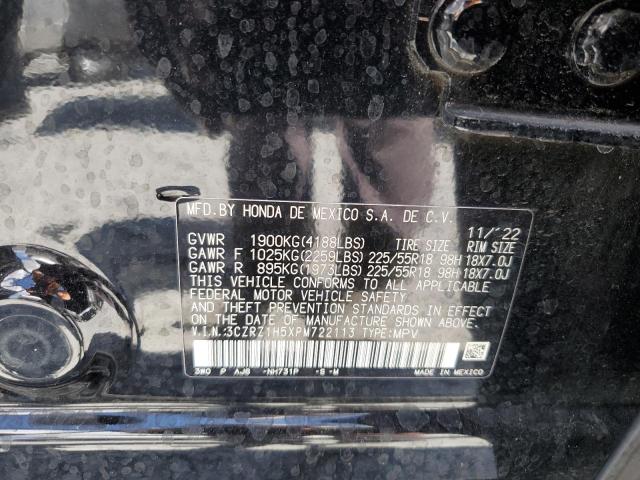 MFD.BY HONDA DE MEXICO S.A. DE C.V.
11/'22
GVWR 1900KG(4188LBS) TIRE SIZE RIM SIZE
GAWR F 1025KG(2259LBS) 225/55R18 98H 18X7.0J
GAWR R 895KG(1973LBS) 225/55R18 98H 18X7.0J
THIS VEHICLE CONFORMS TO ALL APPLICABLE
FEDERAL MOTOR VEHICLE SAFETY
AND THEFT PREVENTION STANDARDS IN EFFECT
ON THE DATE OF MANUFACTURE SHOWN ABOVE.
V.I.N:3CZRZ1H5XPM722113 TYPE:MPV
3W0 P AJB -NH731P -S-M MADE IN MEXICO